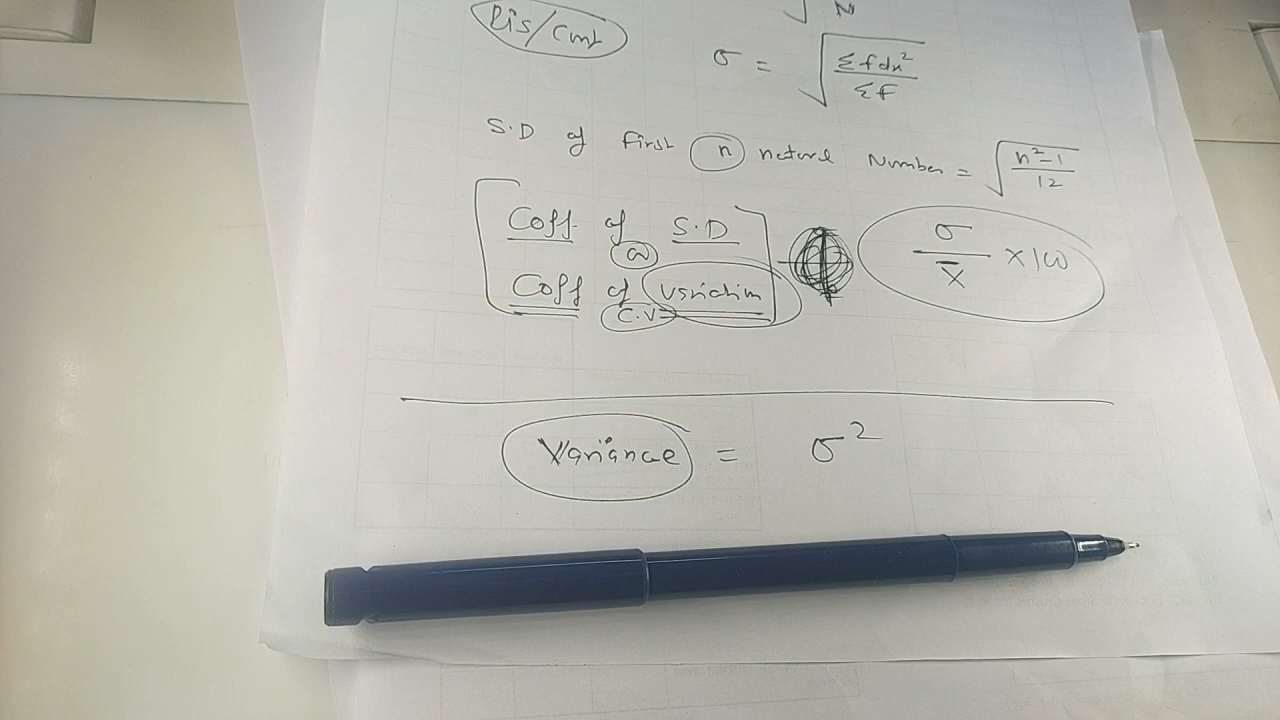 √ N
Dis/Cont
σ = √(Σfdx² / Σf)
S.D of First n natural Number = √(n²-1 / 12)
Coff of S.D
σ / X̄ × 100
Coff of variation
C.V
Variance = σ²